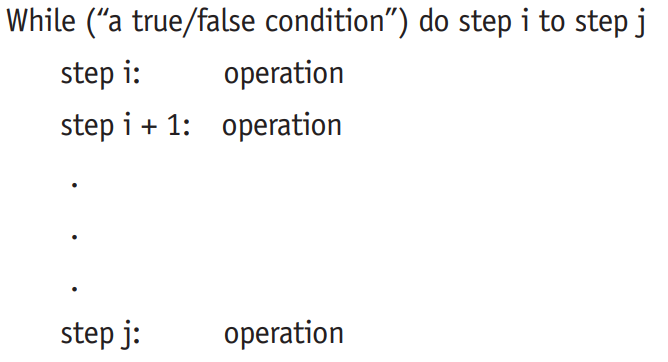 While (“a true/false condition”) do step i to step j
step i: operation
step i + 1: operation
.
.
.
step j: operation